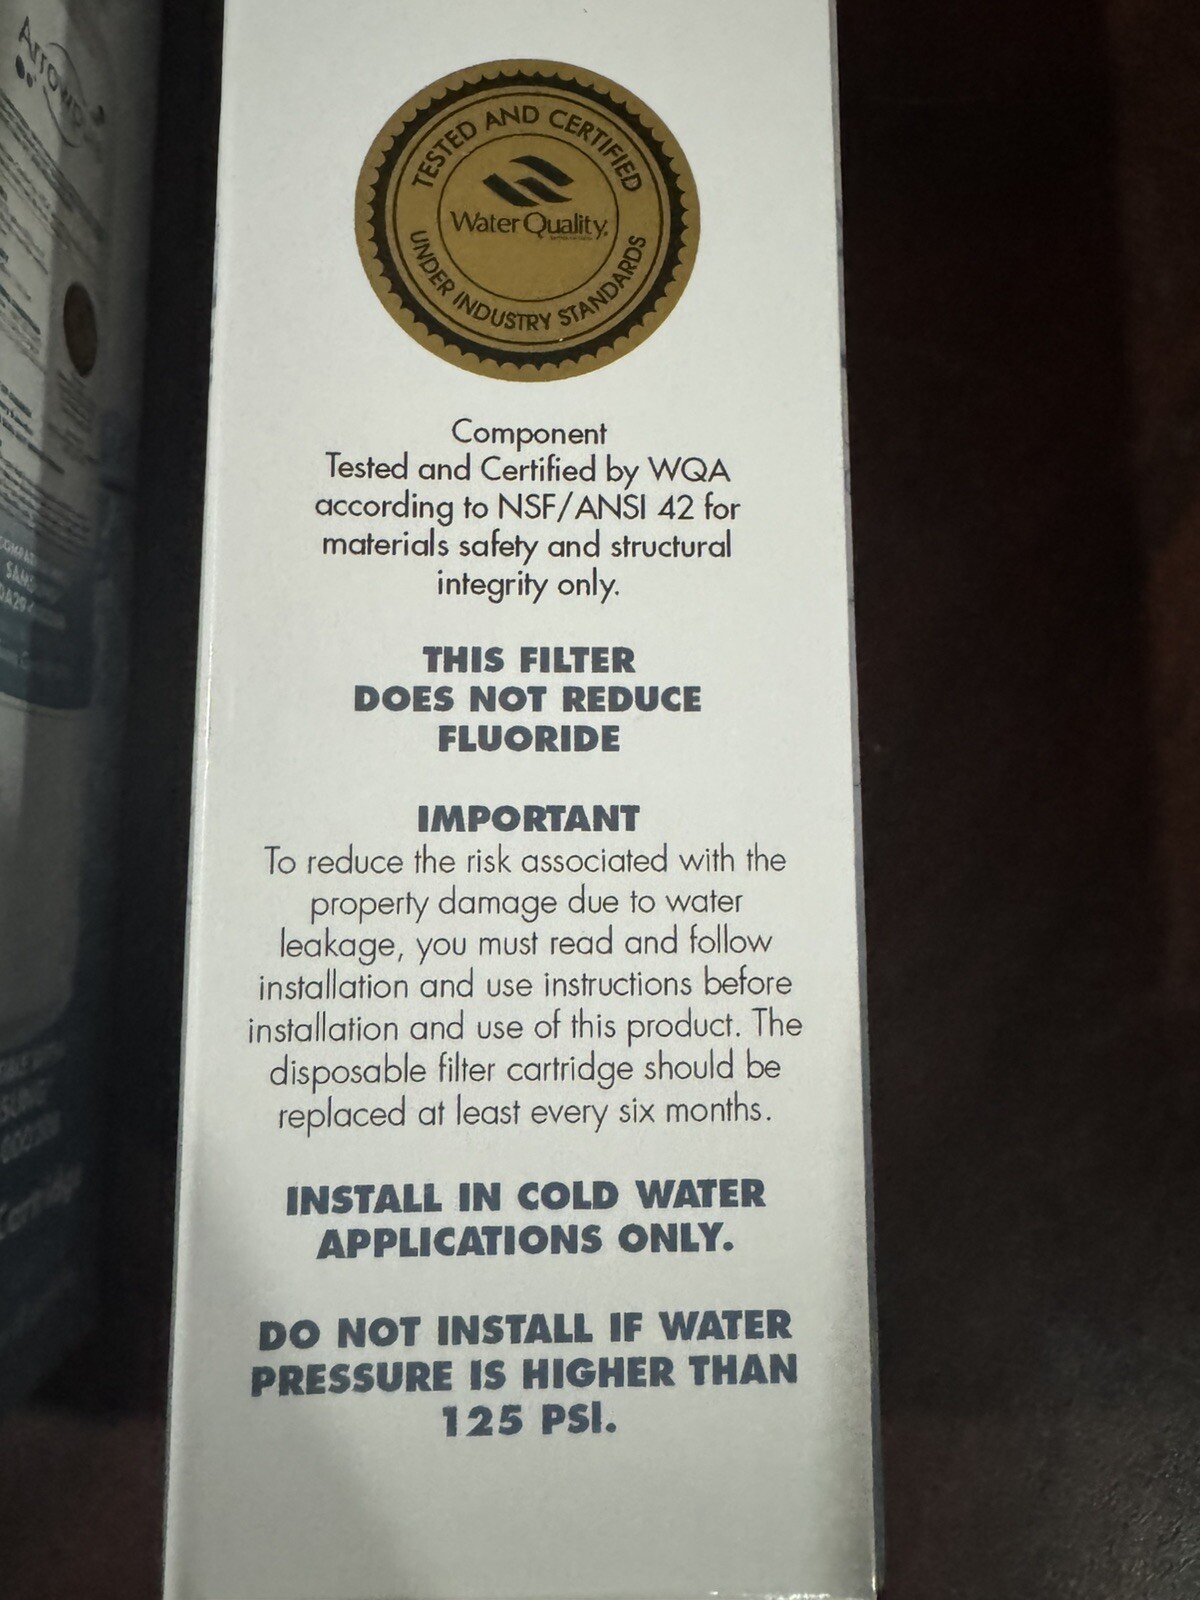 TESTED AND CERTIFIED
Water Quality
UNDER INDUSTRY STANDARDS
Component
Tested and Certified by WQA
according to NSF/ANSI 42 for
materials safety and structural
integrity only.
THIS FILTER
DOES NOT REDUCE
FLUORIDE
IMPORTANT
To reduce the risk associated with the
property damage due to water
leakage, you must read and follow
installation and use instructions before
installation and use of this product. The
disposable filter cartridge should be
replaced at least every six months.
INSTALL IN COLD WATER
APPLICATIONS ONLY.
DO NOT INSTALL IF WATER
PRESSURE IS HIGHER THAN
125 PSI.